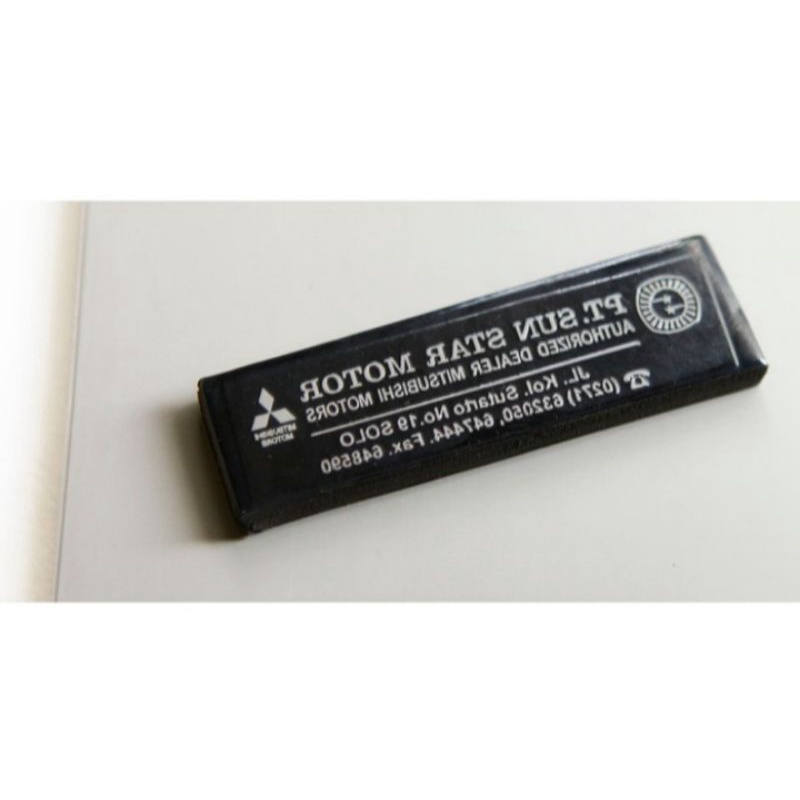 PT. SUN STAR MOTOR
AUTHORIZED DEALER MITSUBISHI MOTORS
JL. Kol. Sutarto No.19 SOLO
☎ (0271) 632050, 647444. Fax. 648590
MITSUBISHI
MOTORS